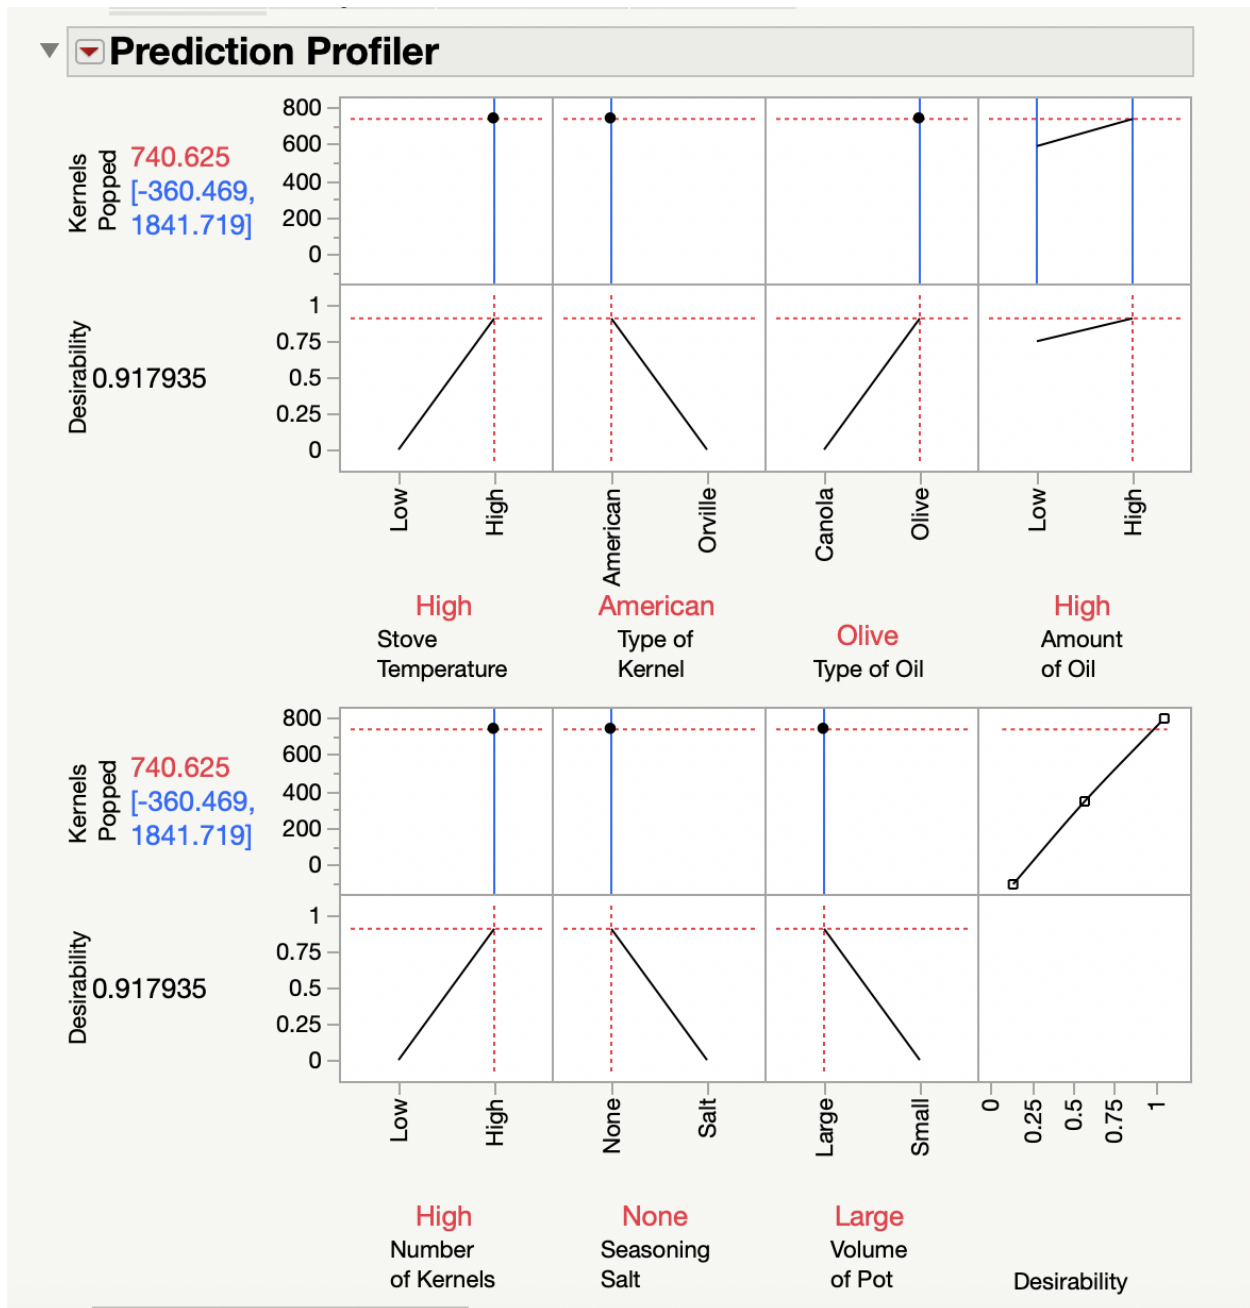 Prediction Profiler
Kernels
Popped
740.625
[-360.469,
1841.719]
800
600
400
200
0
Desirability
0.917935
1
0.75
0.5
0.25
0
Low
High
American
Orville
Canola
Olive
Low
High
High
Stove
Temperature
American
Type of
Kernel
Olive
Type of Oil
High
Amount
of Oil
Kernels
Popped
740.625
[-360.469,
1841.719]
800
600
400
200
0
Desirability
0.917935
1
0.75
0.5
0.25
0
Low
High
None
Salt
Large
Small
0
0.25
0.5
0.75
1
High
Number
of Kernels
None
Seasoning
Salt
Large
Volume
of Pot
Desirability